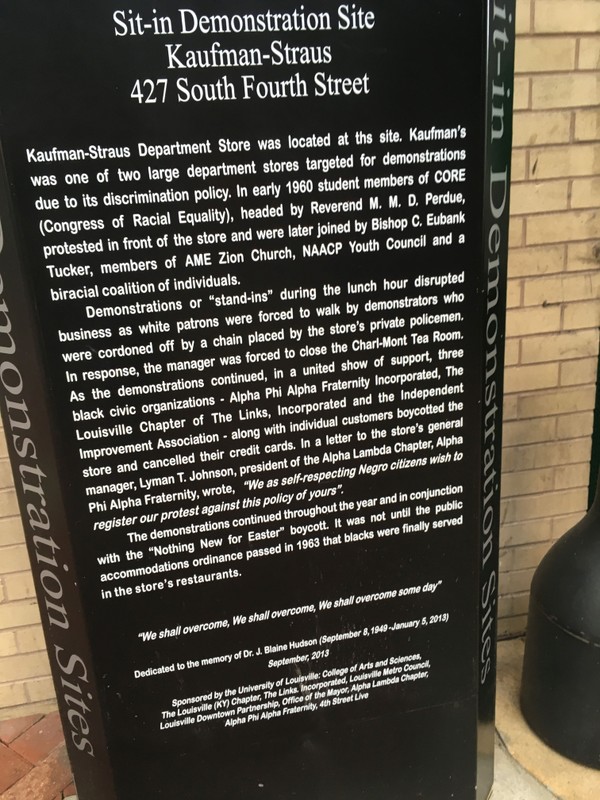 Sit-in Demonstration Site
Kaufman-Straus
427 South Fourth Street
Kaufman-Straus Department Store was located at ths site. Kaufman's
was one of two large department stores targeted for demonstrations
due to its discrimination policy. In early 1960 student members of CORE
(Congress of Racial Equality), headed by Reverend M. M. D. Perdue,
protested in front of the store and were later joined by Bishop C. Eubank
Tucker, members of AME Zion Church, NAACP Youth Council and a
biracial coalition of individuals.
Demonstrations or "stand-ins" during the lunch hour disrupted
business as white patrons were forced to walk by demonstrators who
were cordoned off by a chain placed by the store's private policemen.
In response, the manager was forced to close the Charl-Mont Tea Room.
As the demonstrations continued, in a united show of support, three
black civic organizations - Alpha Phi Alpha Fraternity Incorporated, The
Louisville Chapter of The Links, Incorporated and the Independent
Improvement Association - along with individual customers boycotted the
store and cancelled their credit cards. In a letter to the store's general
manager, Lyman T. Johnson, president of the Alpha Lambda Chapter, Alpha
Phi Alpha Fraternity, wrote, "We as self-respecting Negro citizens wish to
register our protest against this policy of yours".
The demonstrations continued throughout the year and in conjunction
with the "Nothing New for Easter" boycott. It was not until the public
accommodations ordinance passed in 1963 that blacks were finally served
in the store's restaurants.
"We shall overcome, We shall overcome, We shall overcome some day"
Dedicated to the memory of Dr. J. Blaine Hudson (September 8, 1949 -January 5, 2013)
September, 2013
Sponsored by the University of Louisville: College of Arts and Sciences,
The Louisville (KY) Chapter, The Links. Incorporated, Louisville Metro Council,
Louisville Downtown Partnership, Office of the Mayor, Alpha Lambda Chapter,
Alpha Phi Alpha Fraternity, 4th Street Live
Demonstration Sites
it-in Demonstration Sites